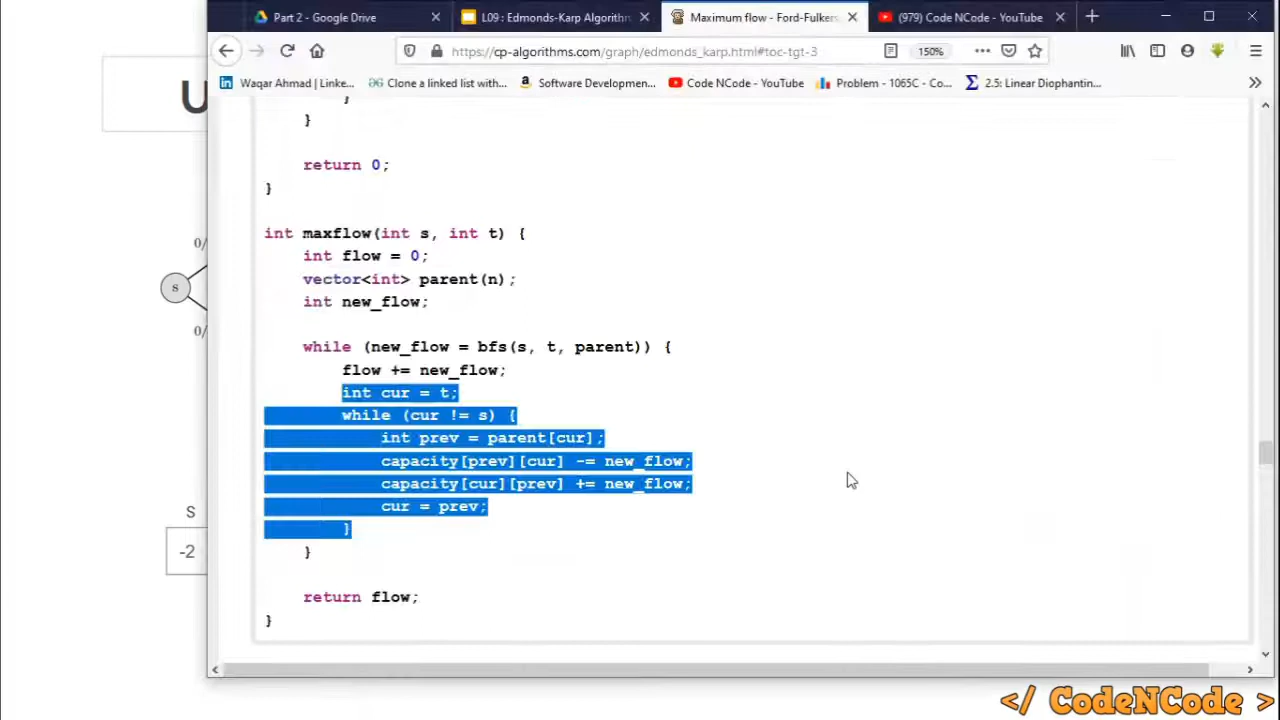 Part 2 - Google Drive
L09 : Edmonds-Karp Algorithm
Maximum flow - Ford-Fulkers
(979) Code NCode - YouTube
https://cp-algorithms.com/graph/edmonds_karp.html#toc-tgt-3
150%
Waqar Ahmad | Linke...
Clone a linked list with...
Software Developmen...
Code NCode - YouTube
Problem - 1065C - Co...
2.5: Linear Diophanting...
U
}
}
return 0;
}
int maxflow(int s, int t) {
int flow = 0;
vector<int> parent(n);
int new_flow;
while (new_flow = bfs(s, t, parent)) {
flow += new_flow;
int cur = t;
while (cur != s) {
int prev = parent[cur];
capacity[prev][cur] -= new_flow;
capacity[cur][prev] += new_flow;
cur = prev;
}
}
return flow;
}
0/
s
0/
S
-2
</ CodeNCode >